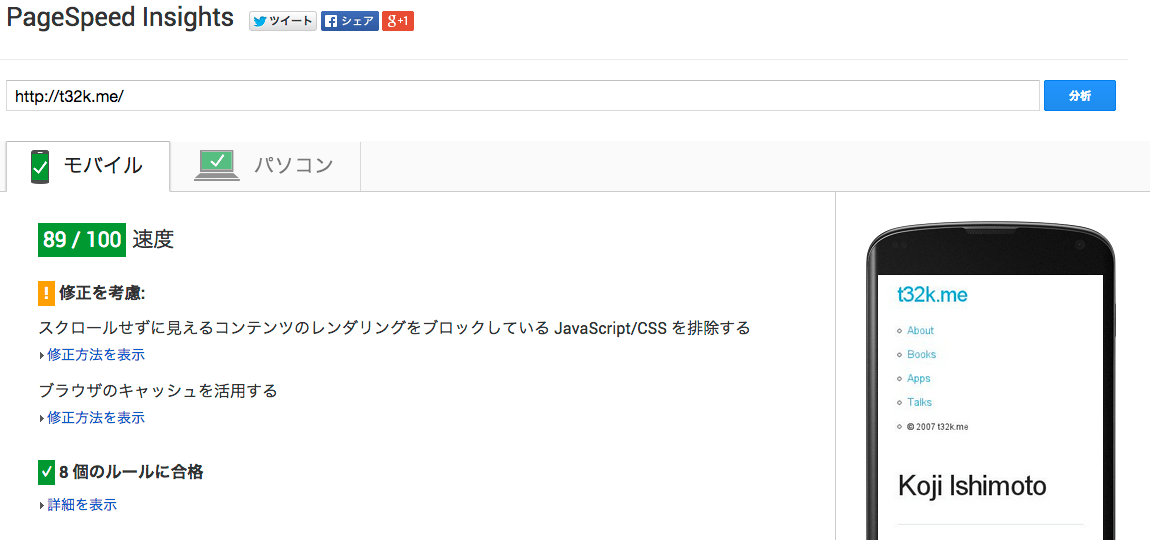 PageSpeed Insights ツイート シェア g+1
http://t32k.me/ 分析
モバイル パソコン
89 / 100 速度
! 修正を考慮:
スクロールせずに見えるコンテンツのレンダリングをブロックしている JavaScript/CSS を排除する
修正方法を表示
ブラウザのキャッシュを活用する
修正方法を表示
8 個のルールに合格
詳細を表示
t32k.me
About
Books
Apps
Talks
© 2007 t32k.me
Koji Ishimoto